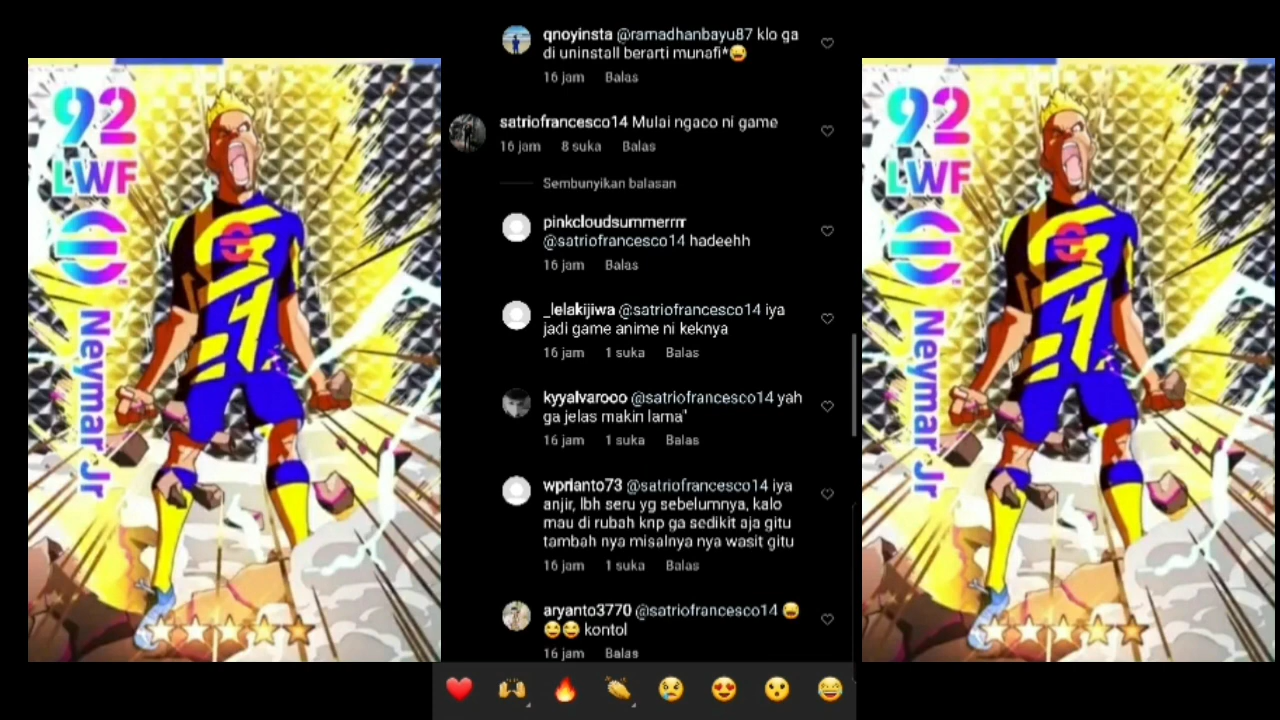 92
LWF
Neymar Jr
qnoyinsta @ramadhanbayu87 klo ga
di uninstall berarti munafi*😅
16 jam Balas
satriofrancesco14 Mulai ngaco ni game
16 jam 8 suka Balas
Sembunyikan balasan
pinkcloudsummerrrr
@satriofrancesco14 hadeehh
16 jam Balas
_lelakijiwa @satriofrancesco14 iya
jadi game anime ni keknya
16 jam 1 suka Balas
kyyalvarooo @satriofrancesco14 yah
ga jelas makin lama"
16 jam 1 suka Balas
wprianto73 @satriofrancesco14 iya
anjir, lbh seru yg sebelumnya, kalo
mau di rubah knp ga sedikit aja gitu
tambah nya misalnya nya wasit gitu
16 jam 1 suka Balas
aryanto3770 @satriofrancesco14 😄
😄😄 kontol
16 jam Balas
92
LWF
Neymar Jr